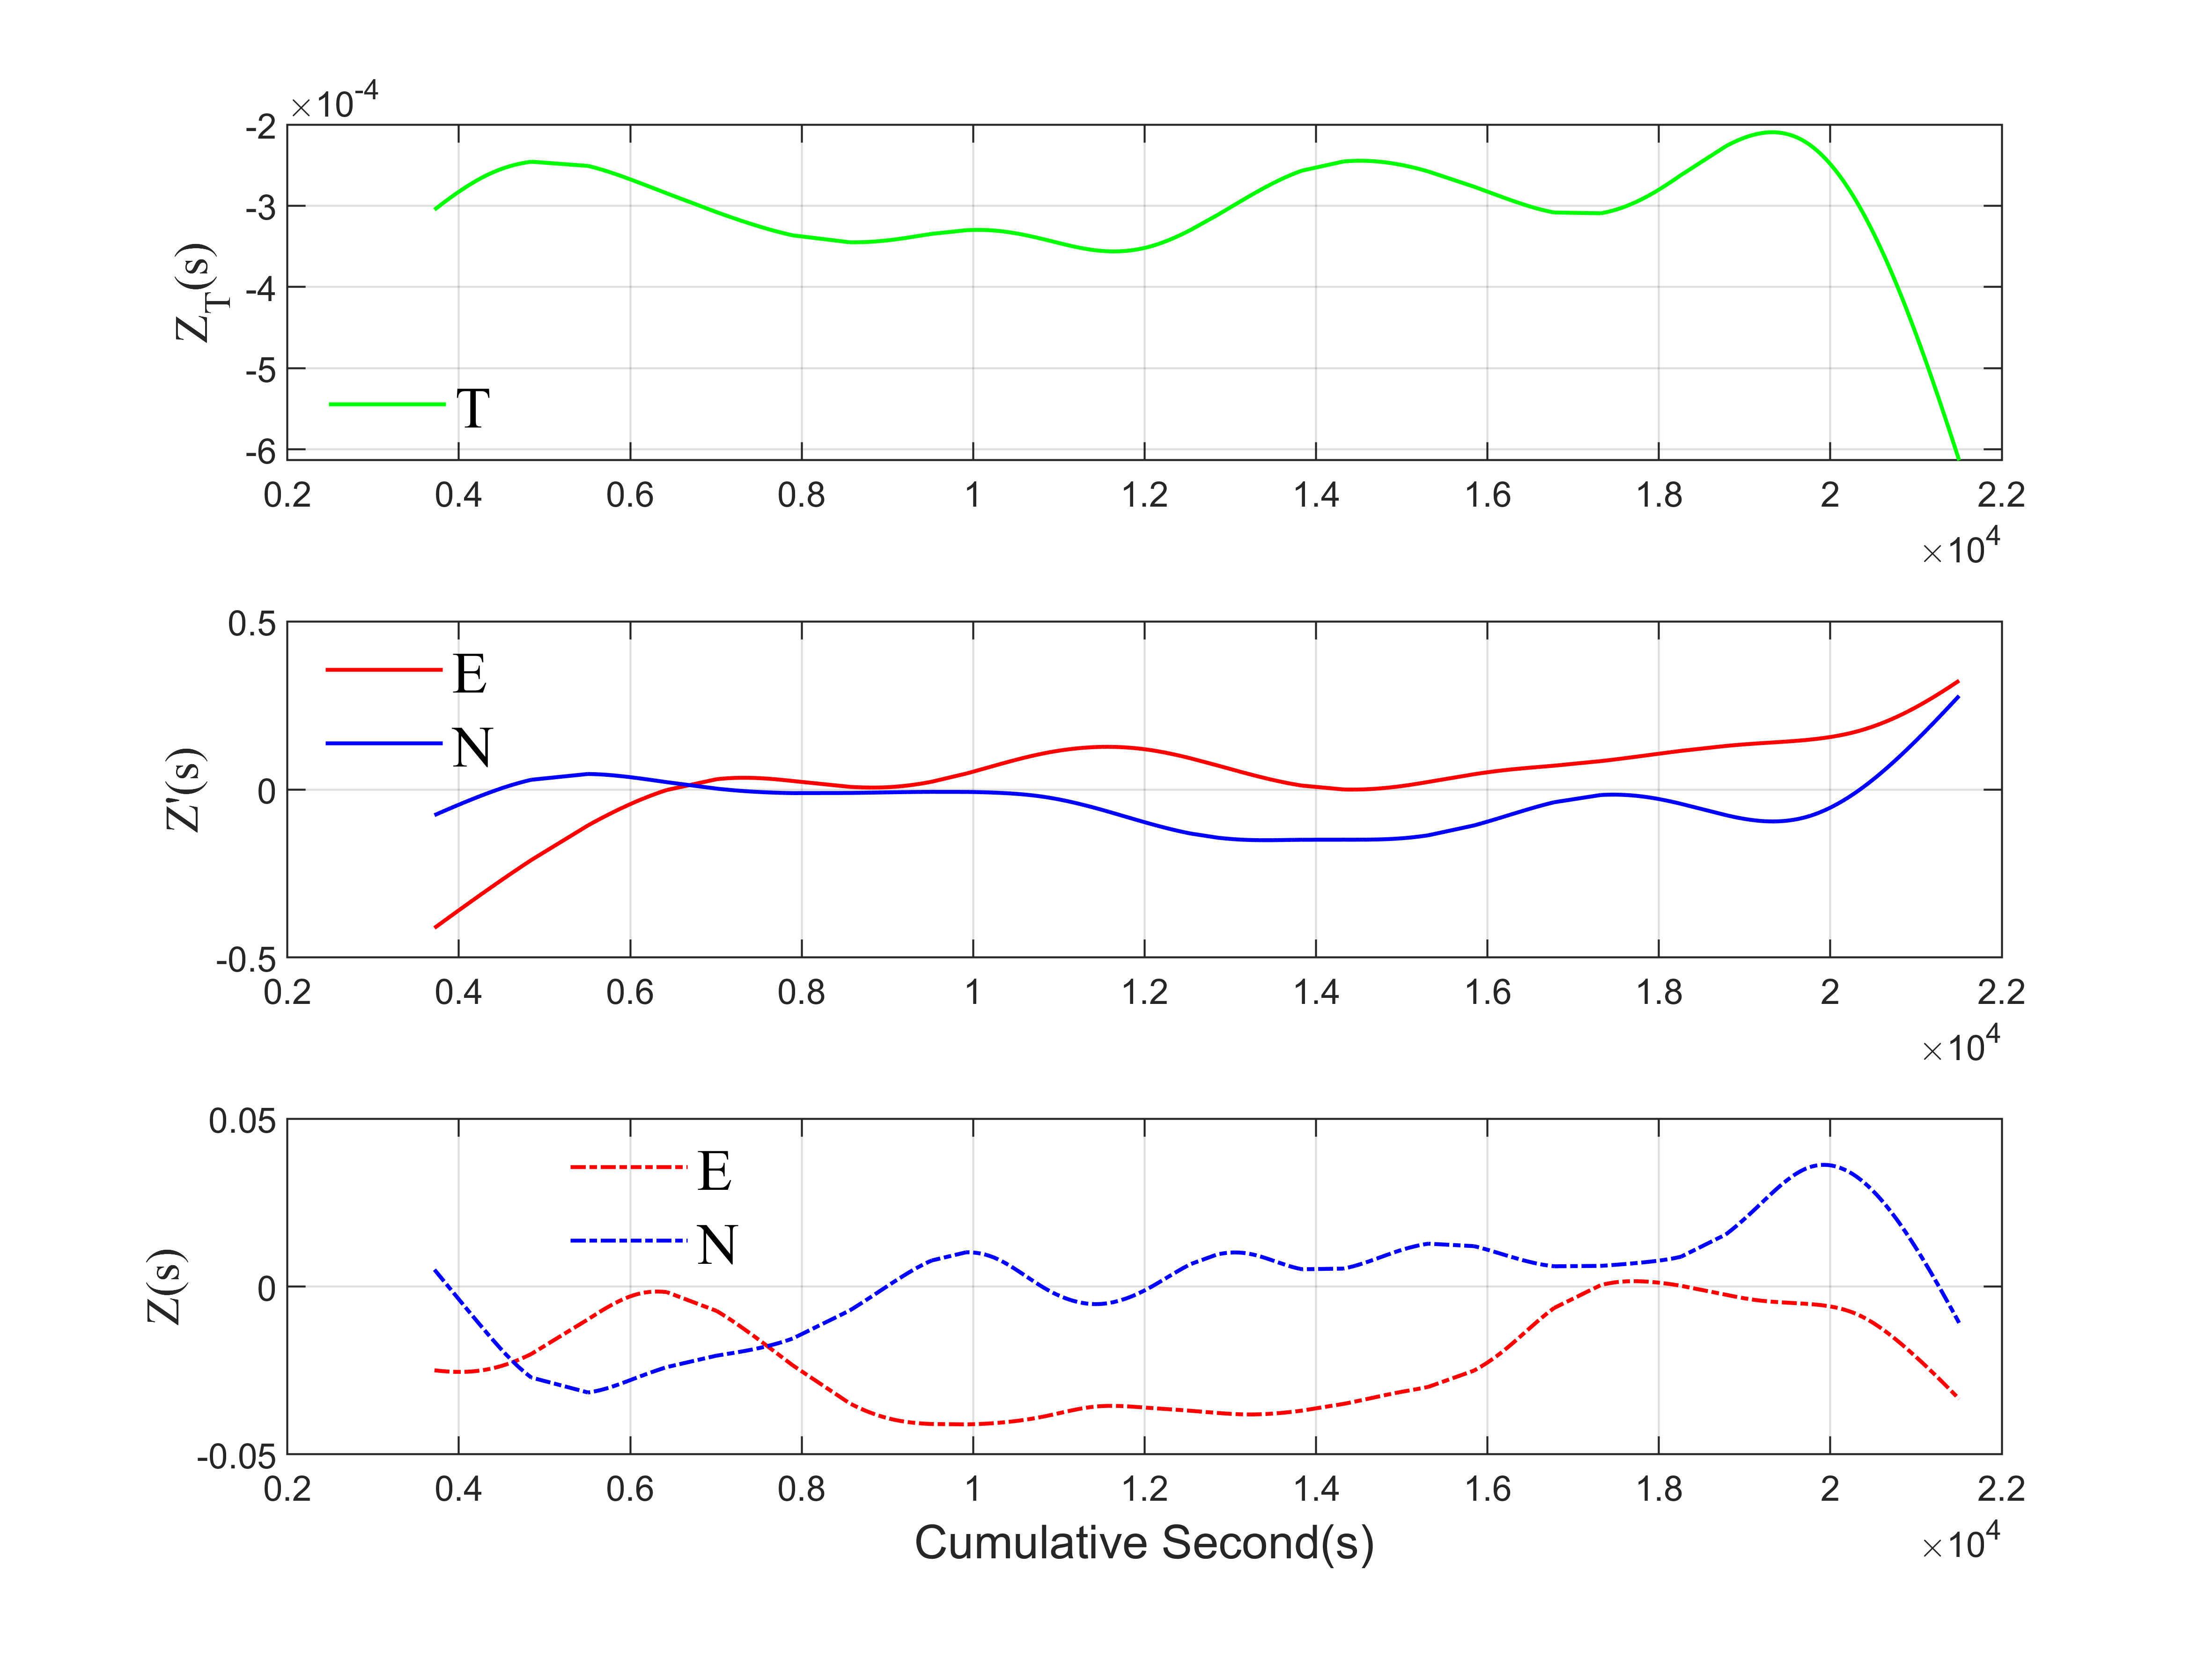 ×10^-4
-2
-3
-4
-5
-6
Z_T(s)
T
0.2 0.4 0.6 0.8 1 1.2 1.4 1.6 1.8 2 2.2
×10^4
0.5
0
-0.5
Z'(s)
E
N
0.2 0.4 0.6 0.8 1 1.2 1.4 1.6 1.8 2 2.2
×10^4
0.05
0
-0.05
Z(s)
E
N
0.2 0.4 0.6 0.8 1 1.2 1.4 1.6 1.8 2 2.2
Cumulative Second(s)
×10^4